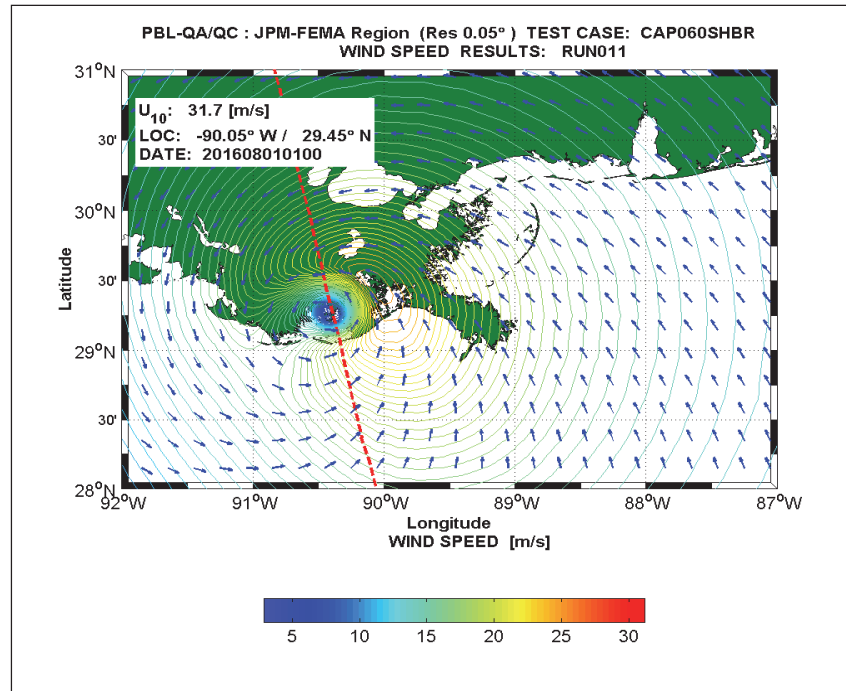 PBL-QA/QC : JPM-FEMA Region (Res 0.05° ) TEST CASE: CAP060SHBR
WIND SPEED RESULTS: RUN011
31°N
U10: 31.7 [m/s]
LOC: -90.05° W / 29.45° N
DATE: 201608010100
30'
30°N
30'
29°N
30'
28°N
Latitude
92°W 91°W 90°W 89°W 88°W 87°W
Longitude
WIND SPEED [m/s]
5 10 15 20 25 30